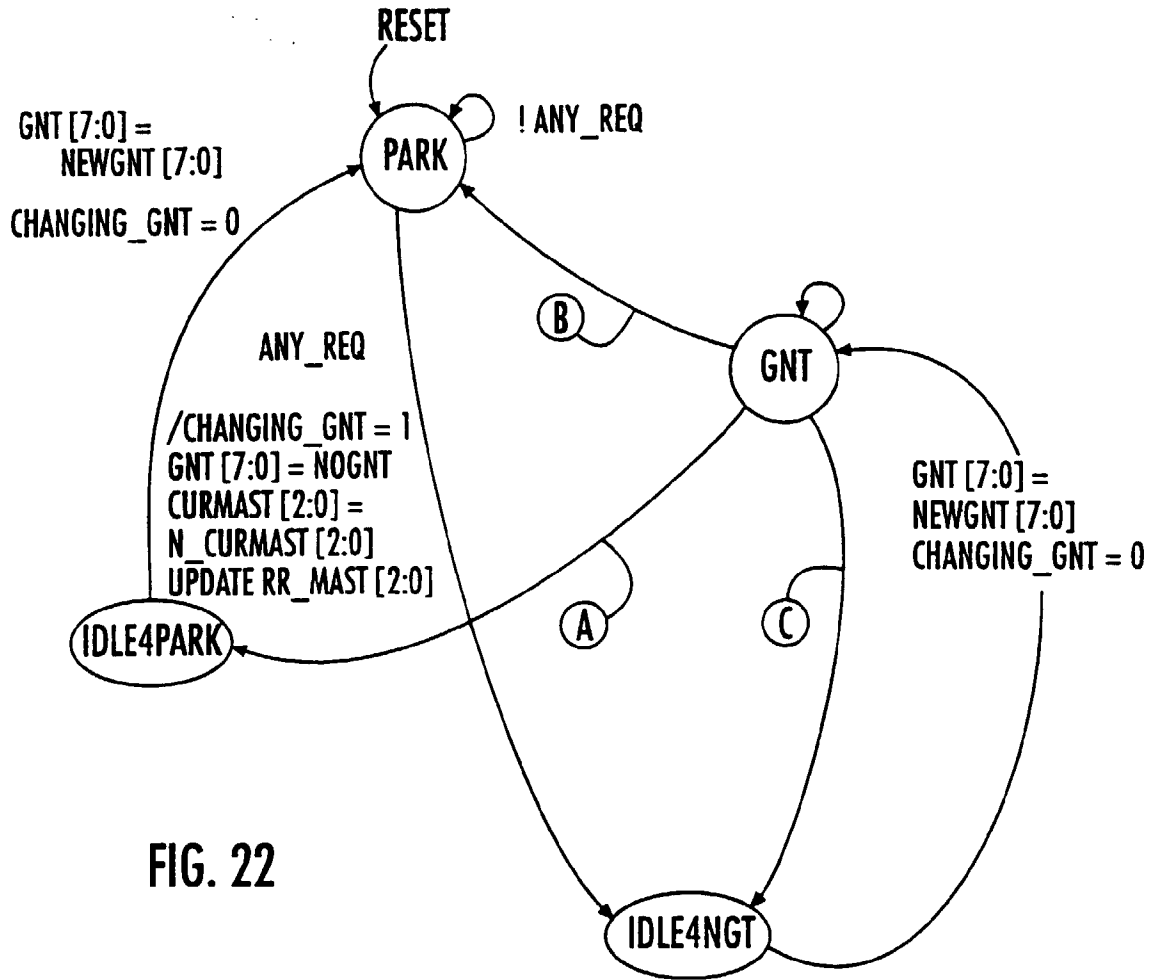 RESET
GNT [7:0] =
NEWGNT [7:0]
CHANGING_GNT = 0
! ANY_REQ
PARK
B
GNT
ANY_REQ
/CHANGING_GNT = 1
GNT [7:0] = NOGNT
CURMAST [2:0] =
N_CURMAST [2:0]
UPDATE RR_MAST [2:0]
GNT [7:0] =
NEWGNT [7:0]
CHANGING_GNT = 0
IDLE4PARK
A
C
FIG. 22
IDLE4NGT